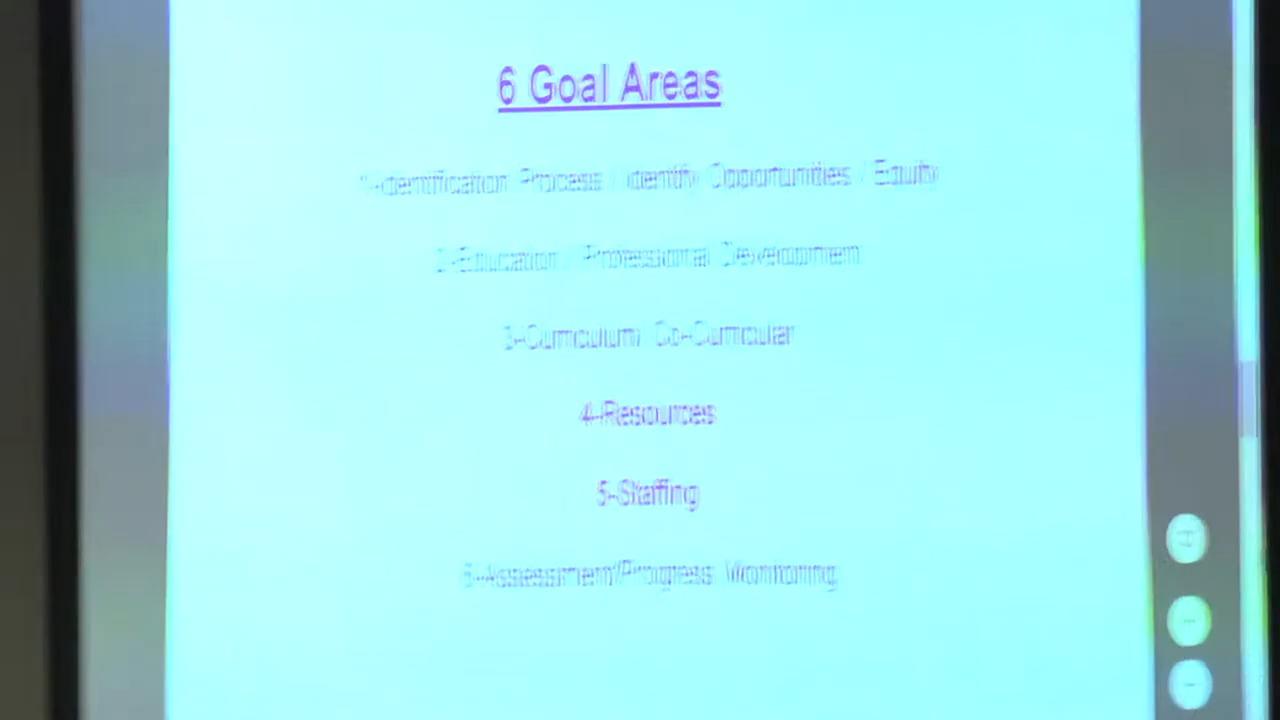 6 Goal Areas
1-Identification Process / Identify Opportunities / Equity
2-Education / Professional Development
3-Curriculum/ Co-Curricular
4-Resources
5-Staffing
6-Assessment/Progress Monitoring